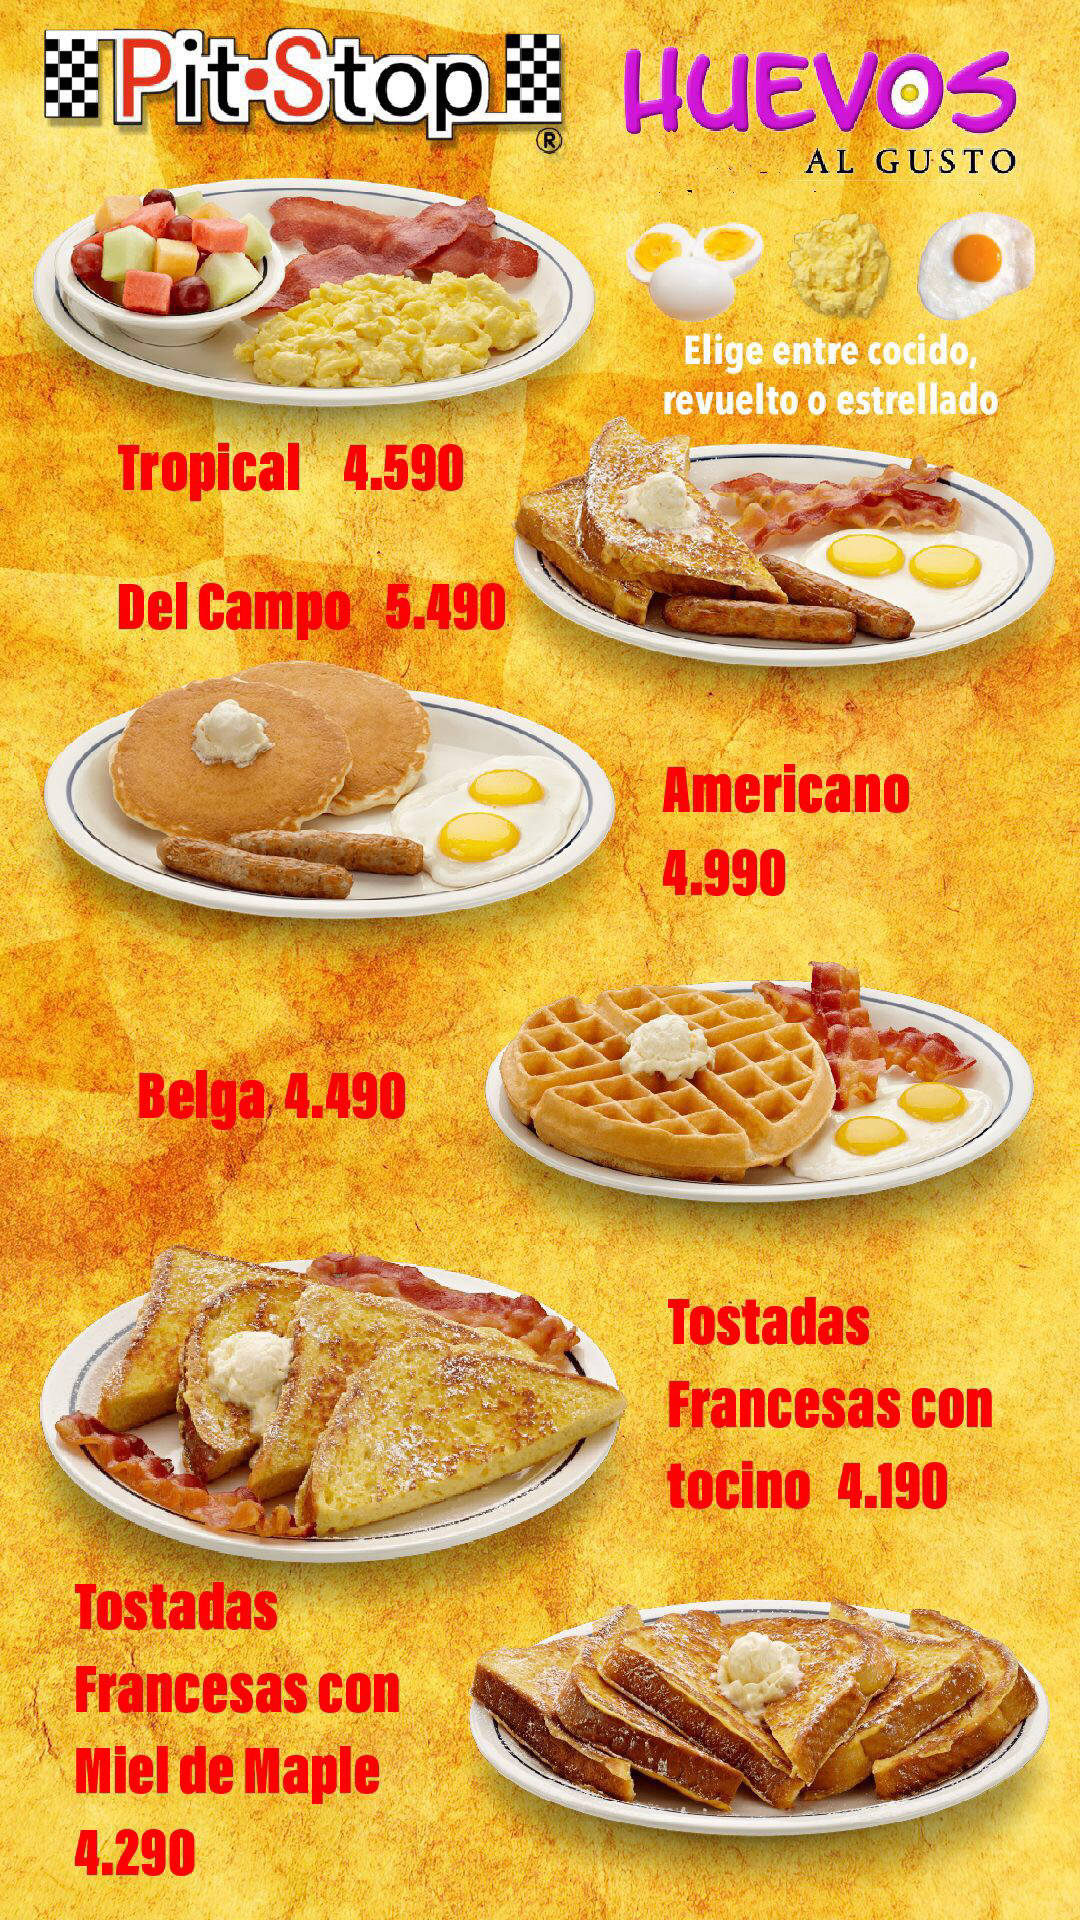 Pit•Stop
®
HUEVOS
AL GUSTO
Elige entre cocido,
revuelto o estrellado
Tropical 4.590
Del Campo 5.490
Americano
4.990
Belga 4.490
Tostadas
Francesas con
tocino 4.190
Tostadas
Francesas con
Miel de Maple
4.290